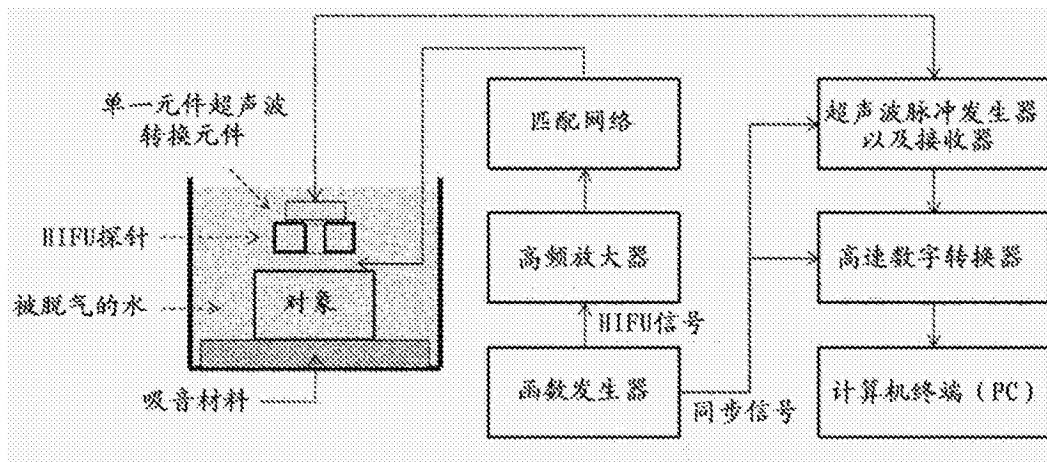 单一元件超声波
转换元件
HIFU探针
被脱气的水
对象
吸音材料
匹配网络
高频放大器
HIFU信号
函数发生器
同步信号
超声波脉冲发生器
以及接收器
高速数字转换器
计算机终端(PC)